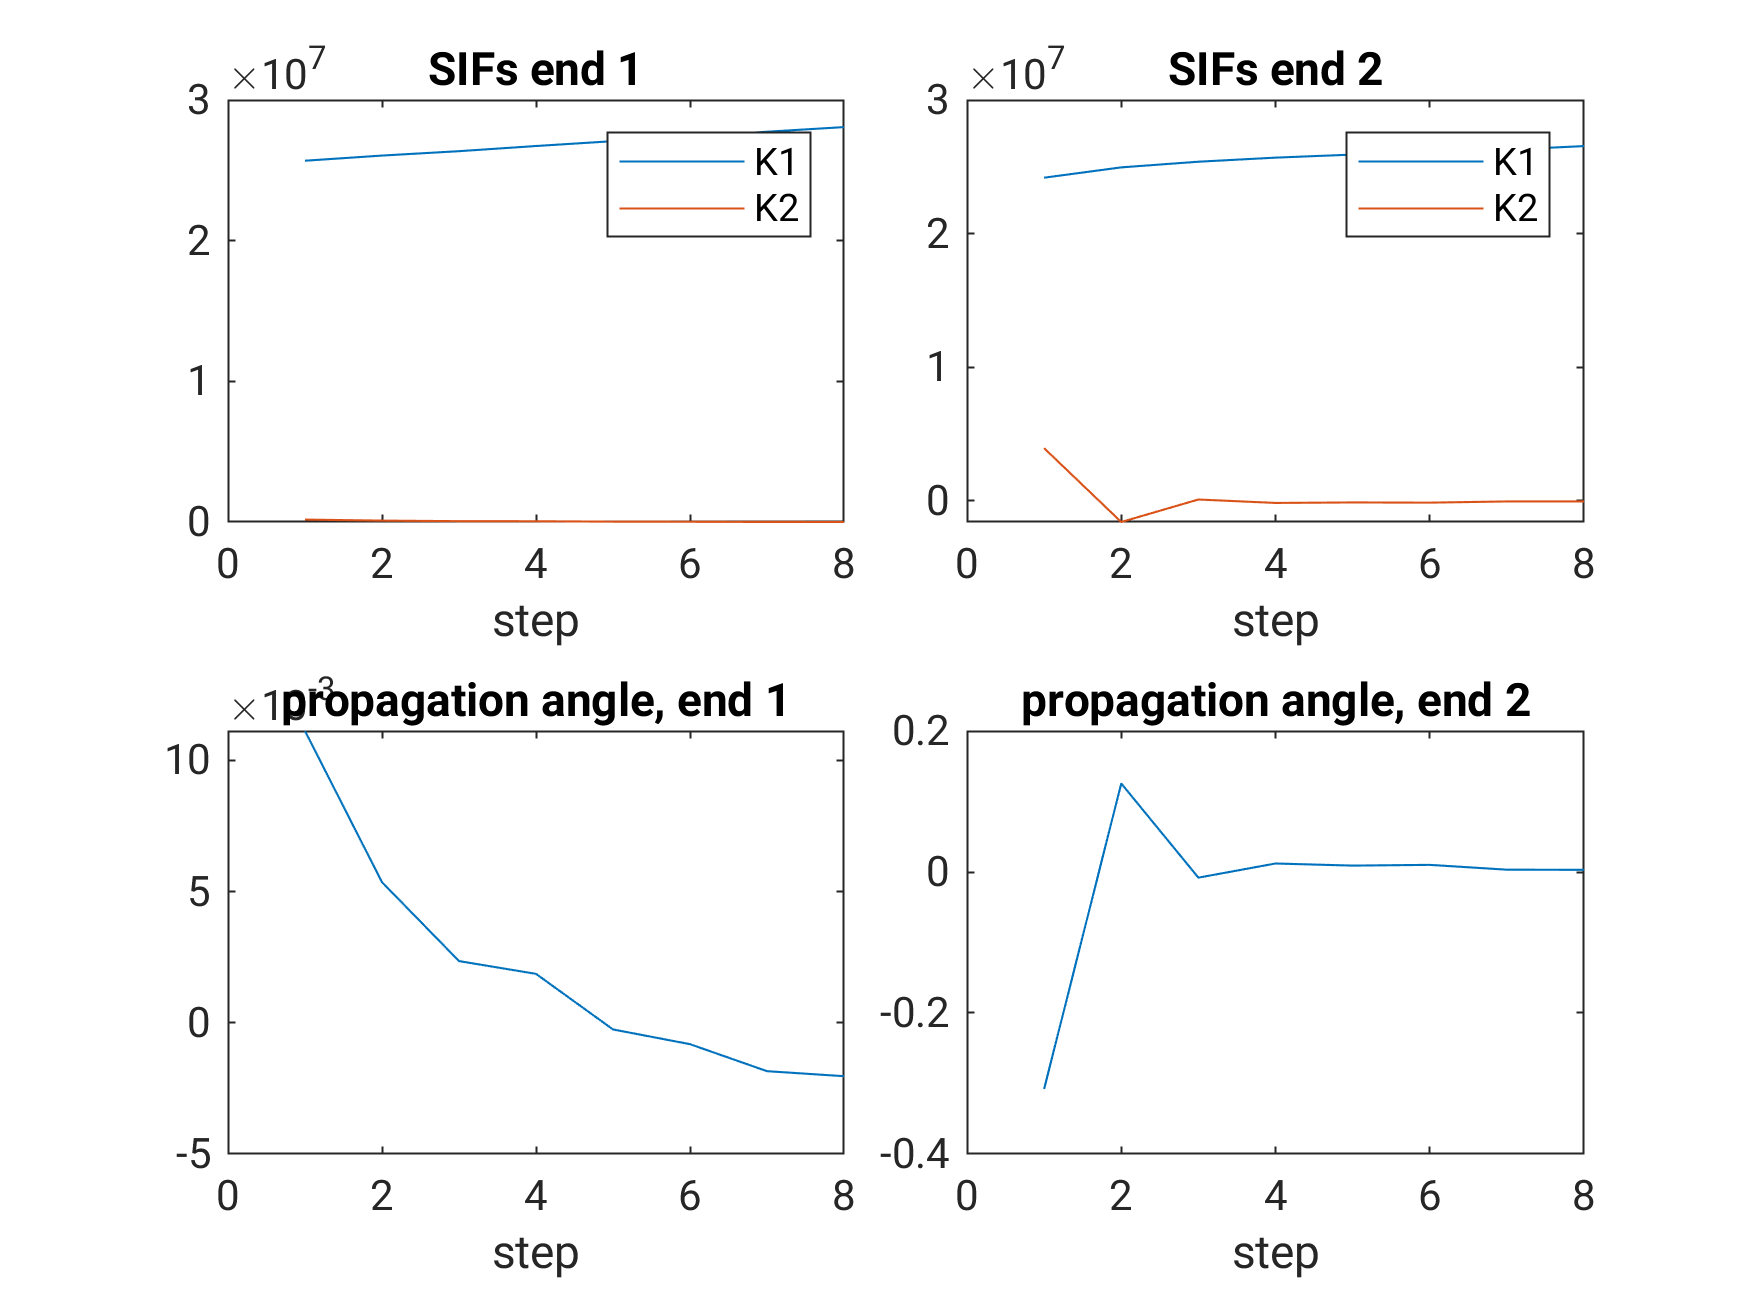 ×10^7 SIFs end 1
3
2
1
0
K1
K2
0 2 4 6 8
step
×10^7 SIFs end 2
3
2
1
0
K1
K2
0 2 4 6 8
step
propagation angle, end 1
10
5
0
-5
0 2 4 6 8
step
propagation angle, end 2
0.2
0
-0.2
-0.4
0 2 4 6 8
step